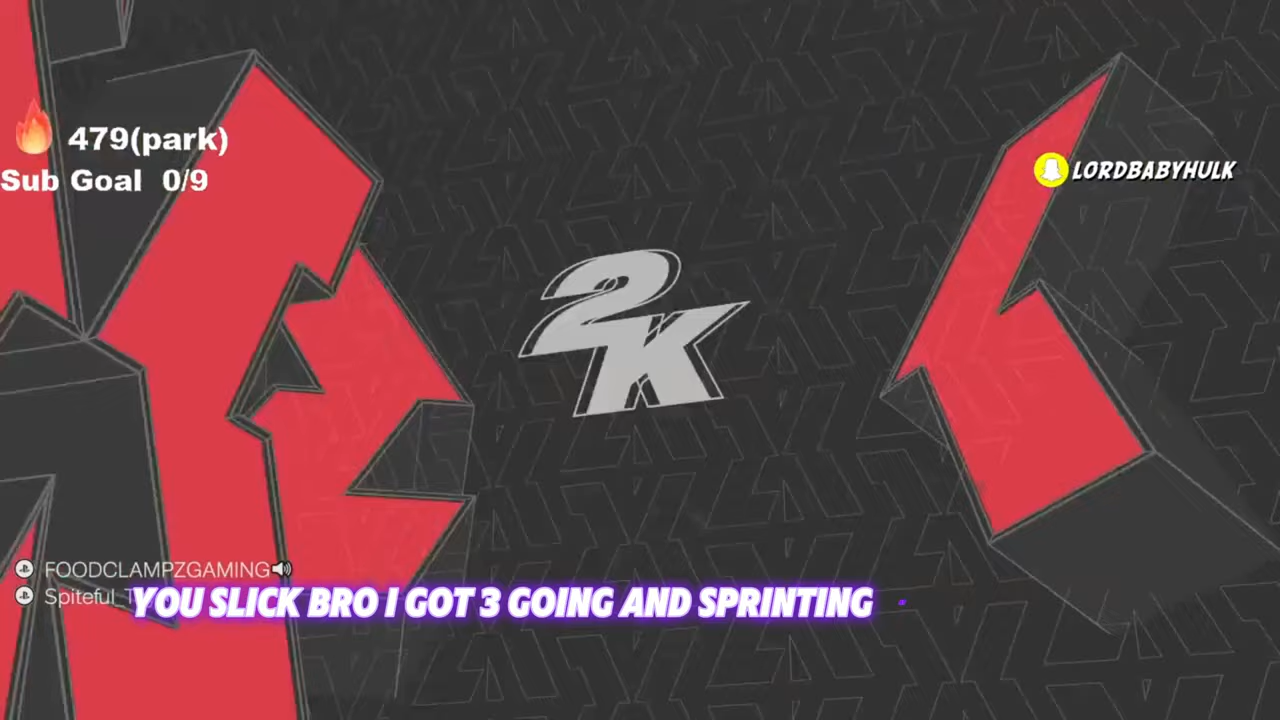 479(park)
Sub Goal 0/9
LORDBABYHULK
2K
FOODCLAMPZGAMING
Spiteful
YOU SLICK BRO I GOT 3 GOING AND SPRINTING